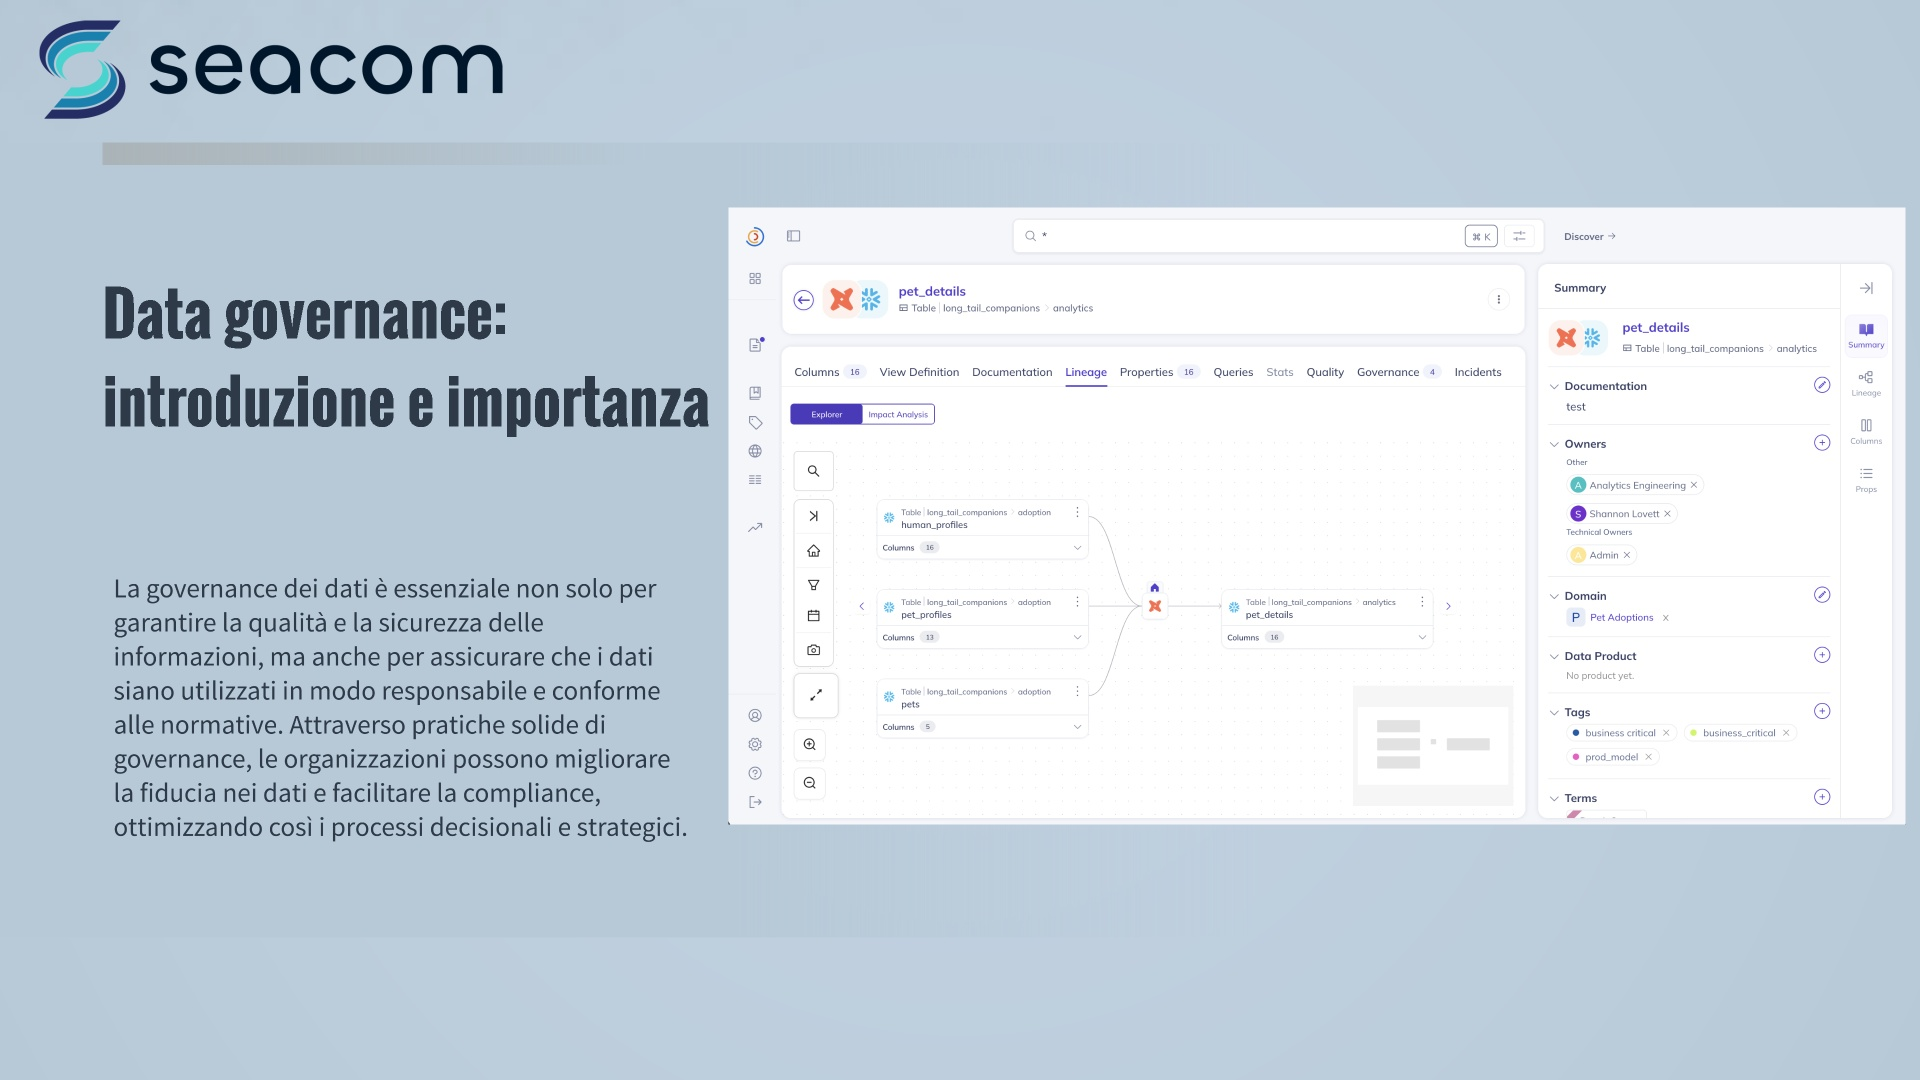 seacom
Data governance:
introduzione e importanza
La governance dei dati è essenziale non solo per
garantire la qualità e la sicurezza delle
informazioni, ma anche per assicurare che i dati
siano utilizzati in modo responsabile e conforme
alle normative. Attraverso pratiche solide di
governance, le organizzazioni possono migliorare
la fiducia nei dati e facilitare la compliance,
ottimizzando così i processi decisionali e strategici.
*
⌘ K
Discover →
pet_details
Table | long_tail_companions > analytics
Columns 16 View Definition Documentation Lineage Properties 16 Queries Stats Quality Governance 4 Incidents
Explorer Impact Analysis
Table | long_tail_companions > adoption
human_profiles
Columns 16
Table | long_tail_companions > adoption
pet_profiles
Columns 13
Table | long_tail_companions > adoption
pets
Columns 5
Table | long_tail_companions > analytics
pet_details
Columns 16
Summary
pet_details
Table | long_tail_companions > analytics
Documentation
test
Owners
Other
A Analytics Engineering ×
S Shannon Lovett ×
Technical Owners
A Admin ×
Domain
P Pet Adoptions ×
Data Product
No product yet.
Tags
business critical × business_critical ×
prod_model ×
Terms
Summary
Lineage
Columns
Props